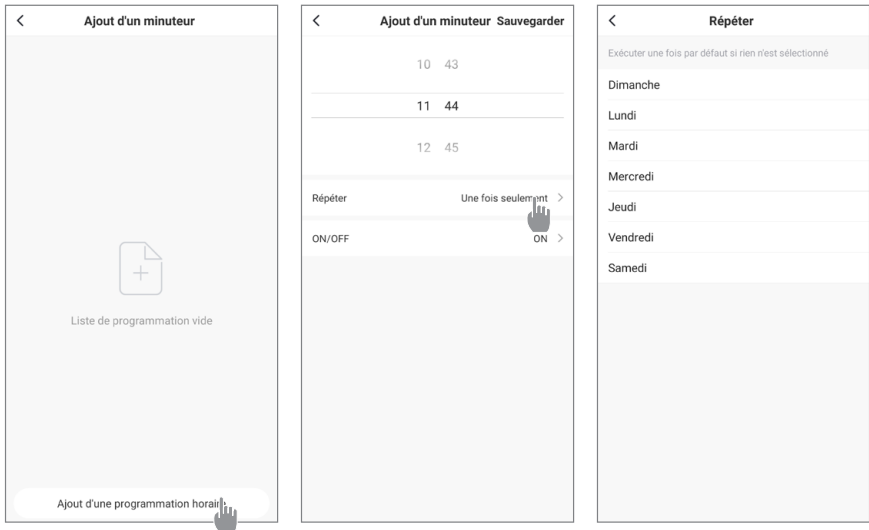 Ajout d'un minuteur
Liste de programmation vide
Ajout d'une programmation horaire
Ajout d'un minuteur Sauvegarder
10 43
11 44
12 45
Répéter Une fois seulement
ON/OFF ON
Répéter
Exécuter une fois par défaut si rien n'est sélectionné
Dimanche
Lundi
Mardi
Mercredi
Jeudi
Vendredi
Samedi